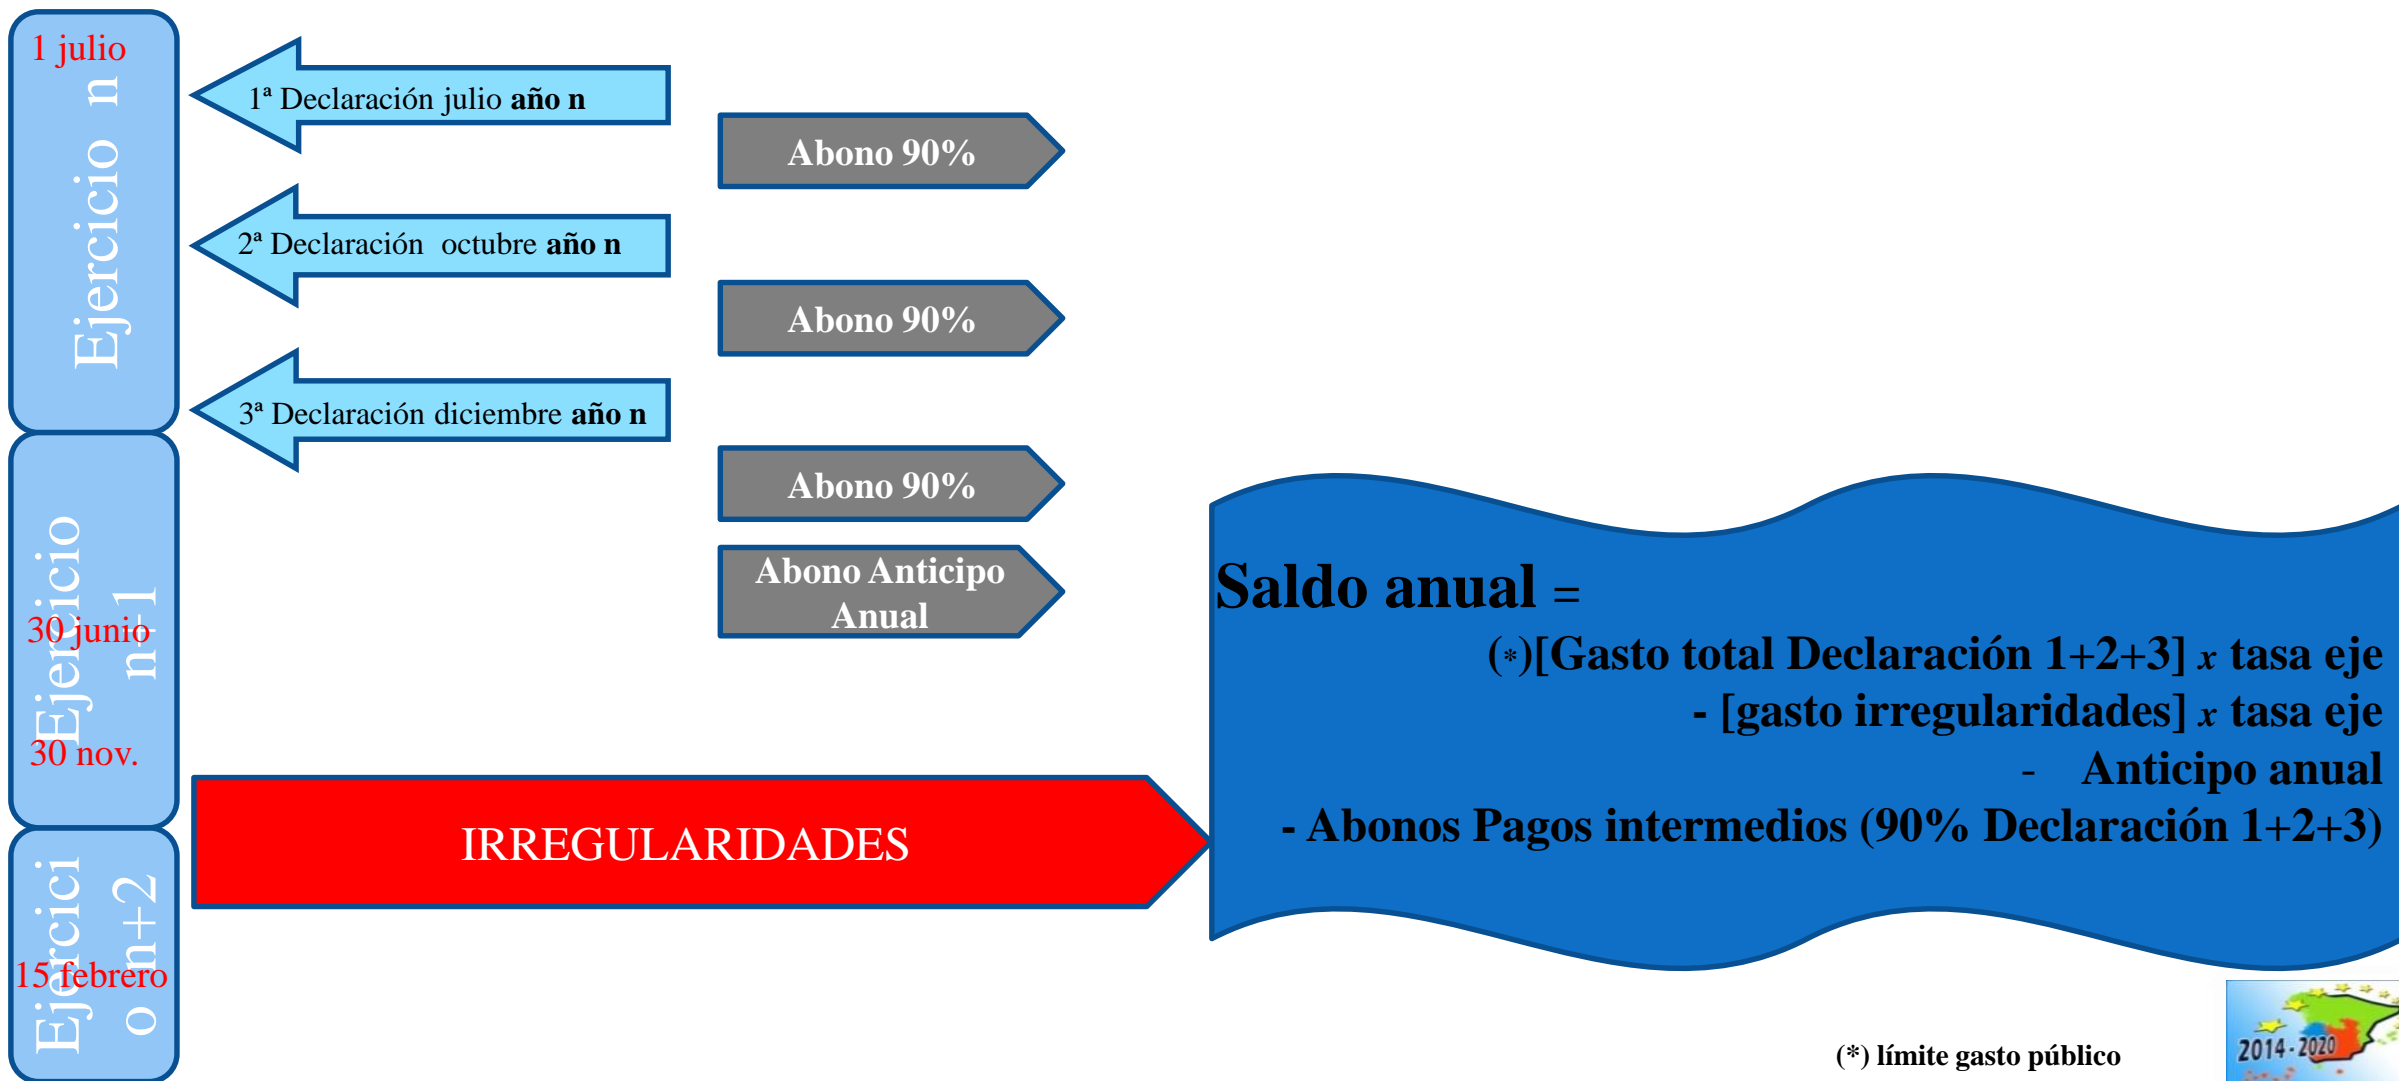 1 julio
Ejercicio n
1ª Declaración julio año n
Abono 90%
2ª Declaración octubre año n
Abono 90%
3ª Declaración diciembre año n
Abono 90%
Abono Anticipo
Anual
Ejercicio
n+1
30 junio
30 nov.
IRREGULARIDADES
Ejercici
o n+2
15 febrero
Saldo anual =
(*)[Gasto total Declaración 1+2+3] x tasa eje
- [gasto irregularidades] x tasa eje
- Anticipo anual
- Abonos Pagos intermedios (90% Declaración 1+2+3)
(*) límite gasto público
2014-2020